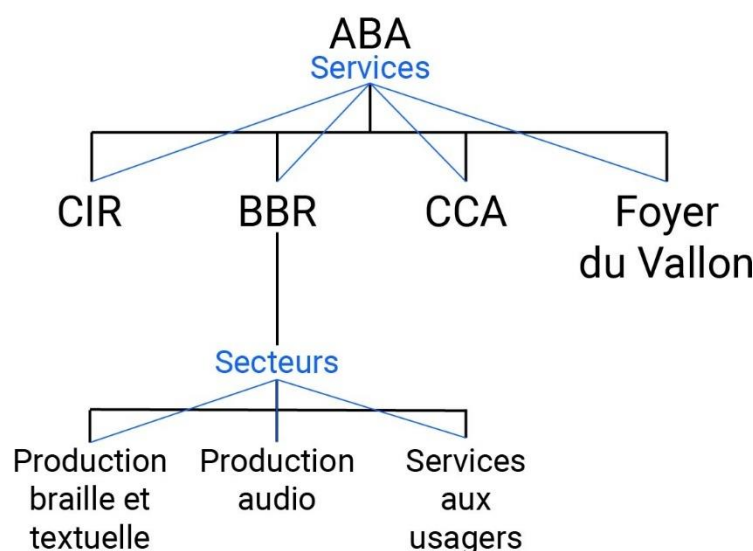 ABA
Services
CIR
BBR
CCA
Foyer
du Vallon
Secteurs
Production
braille et
textuelle
Production
audio
Services
aux
usagers